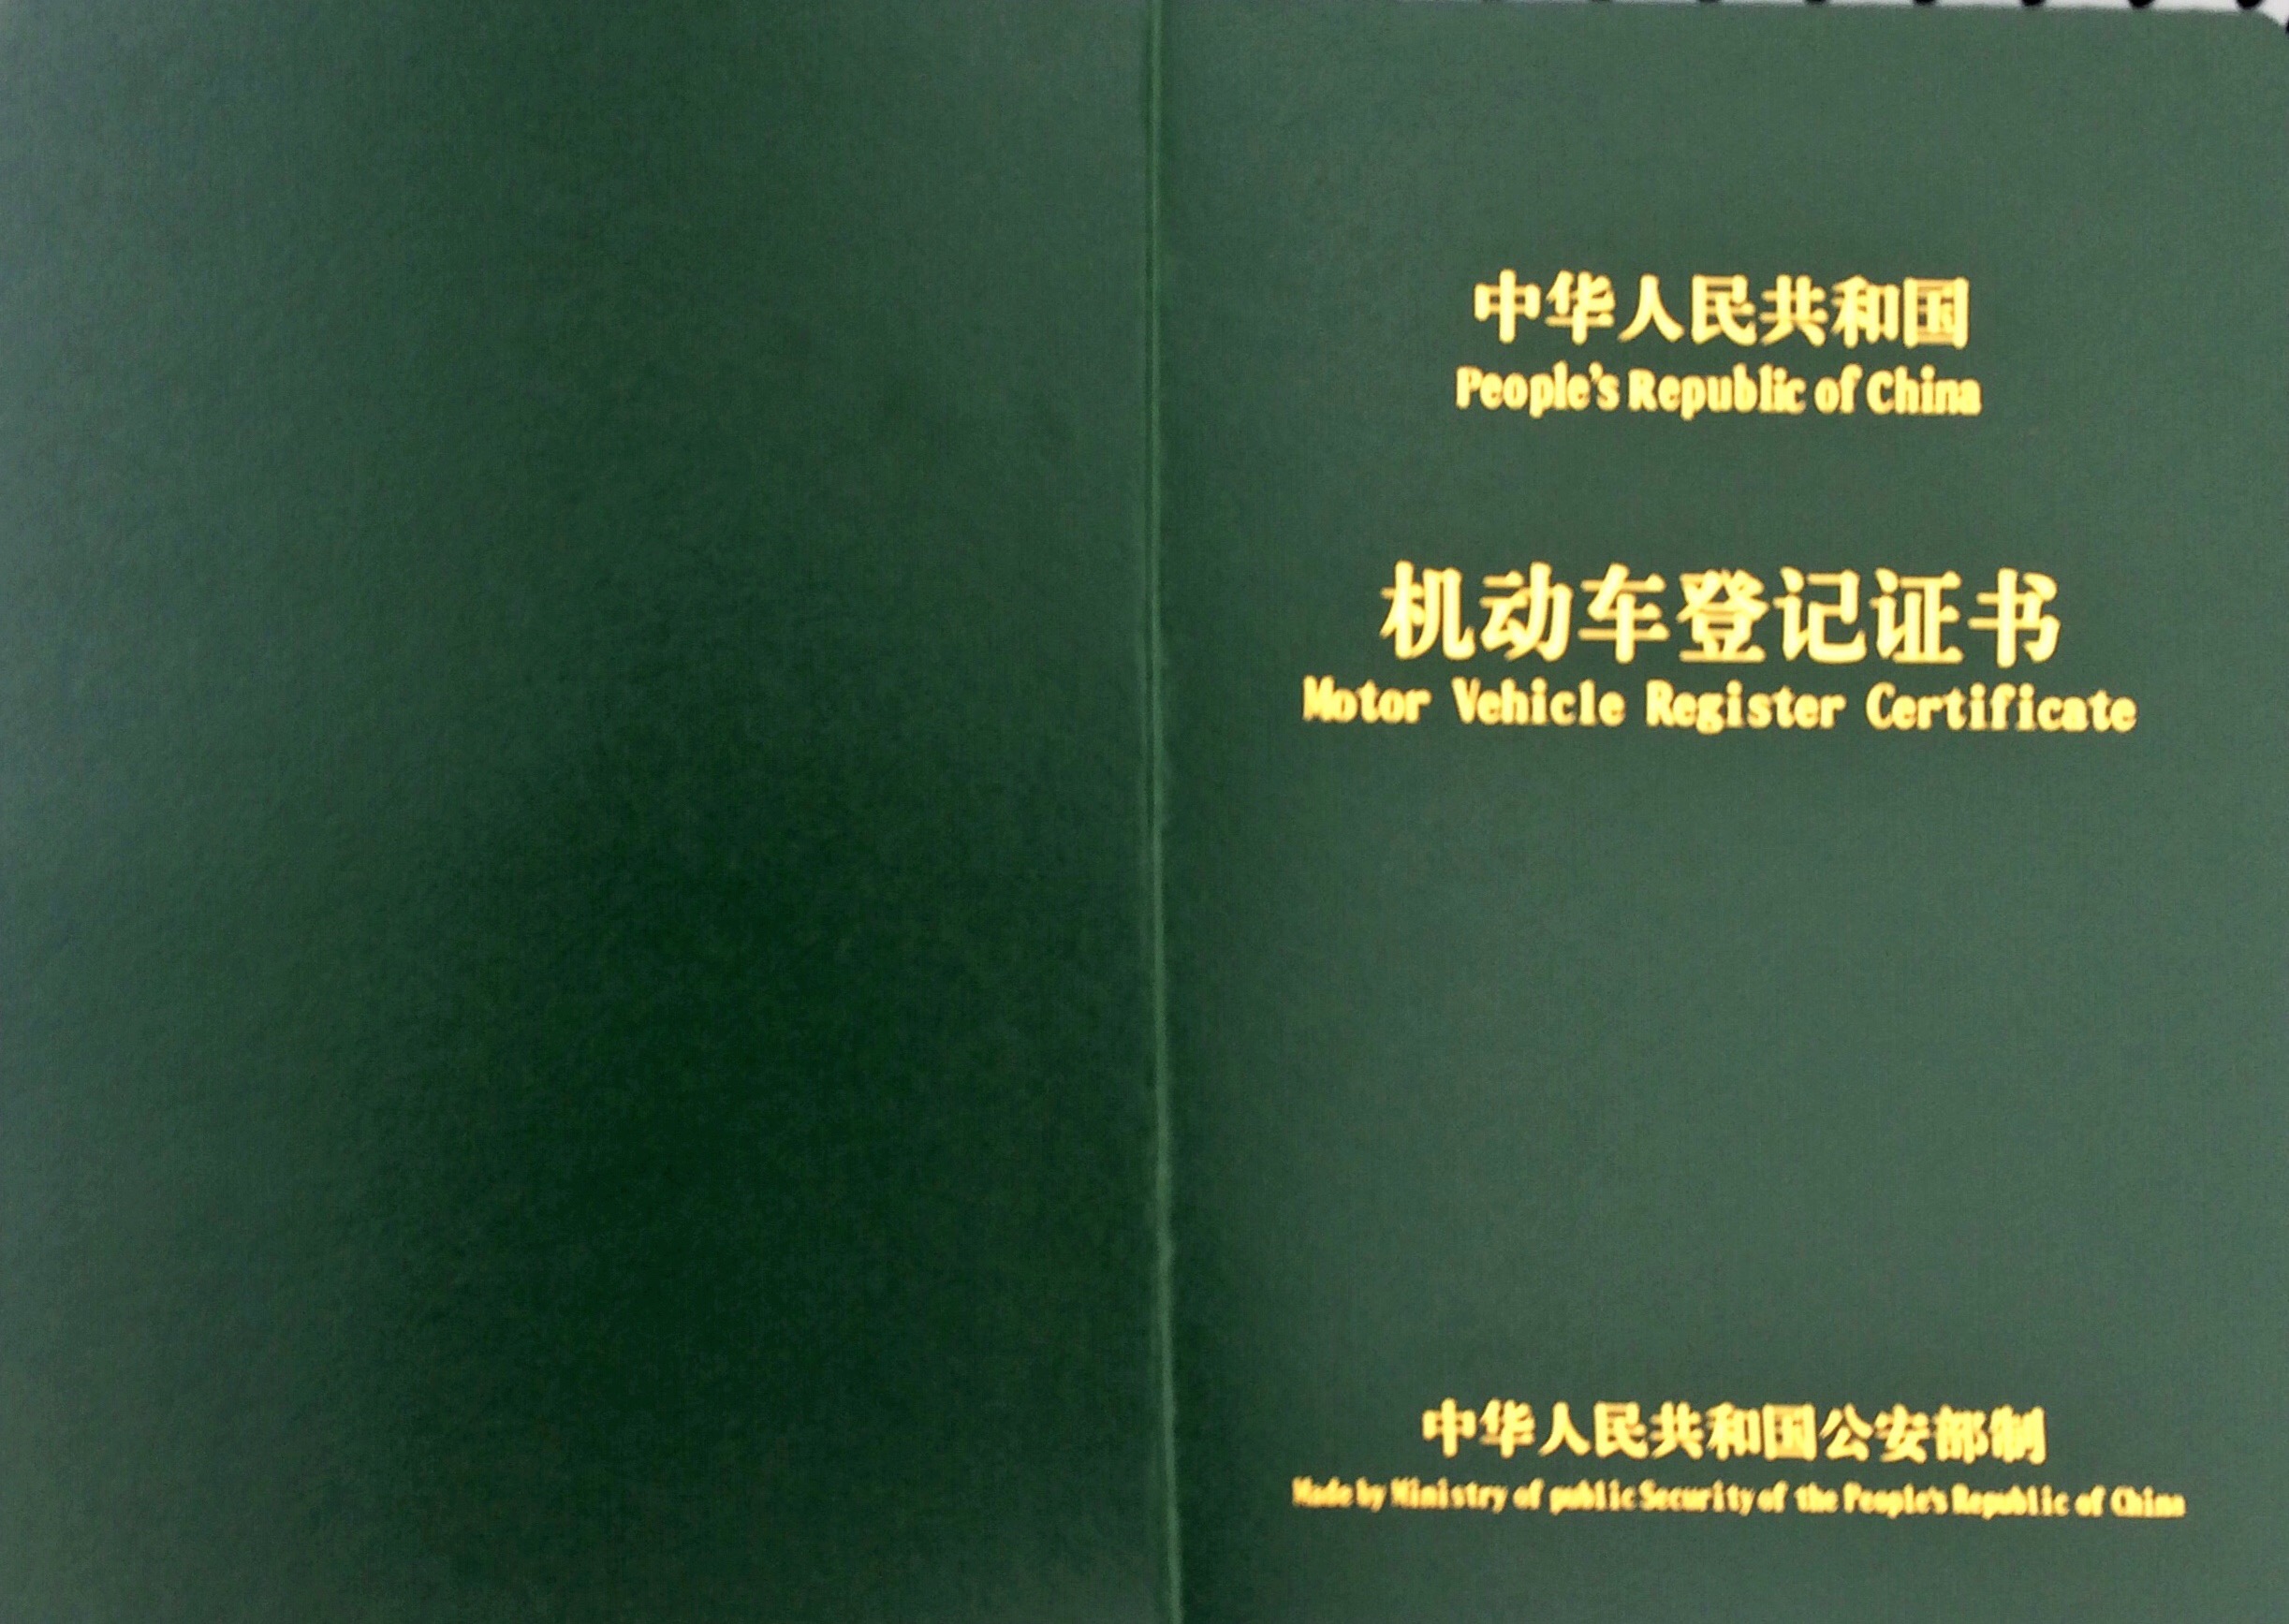 中华人民共和国
People's Republic of China
机动车登记证书
Motor Vehicle Register Certificate
中华人民共和国公安部制
Made by Ministry of public Security of the People's Republic of China